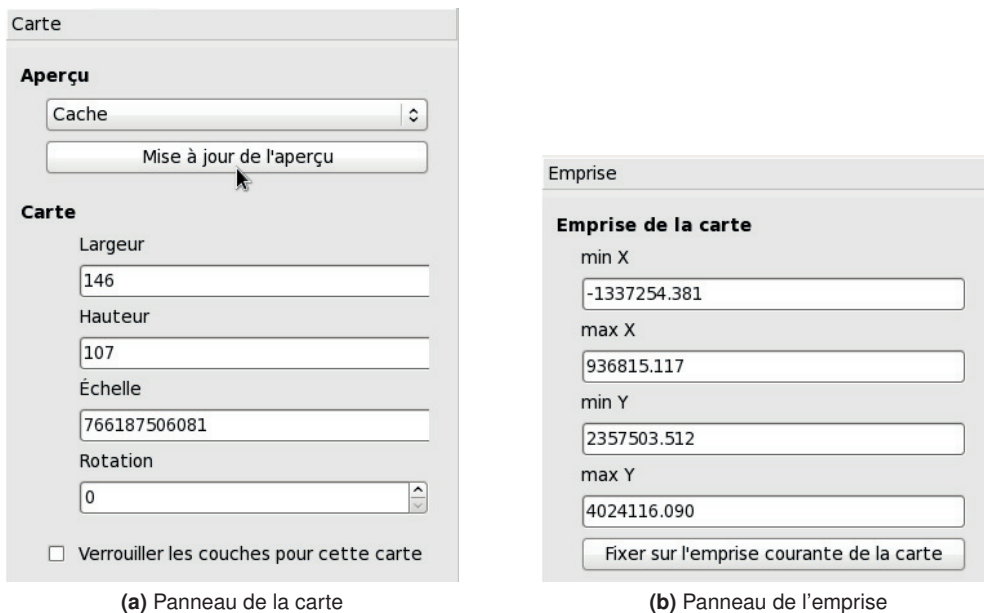 Carte
Aperçu
Cache
Mise à jour de l'aperçu
Carte
Largeur
146
Hauteur
107
Échelle
766187506081
Rotation
0
Verrouiller les couches pour cette carte
(a) Panneau de la carte
Emprise
Emprise de la carte
min X
-1337254.381
max X
936815.117
min Y
2357503.512
max Y
4024116.090
Fixer sur l'emprise courante de la carte
(b) Panneau de l'emprise